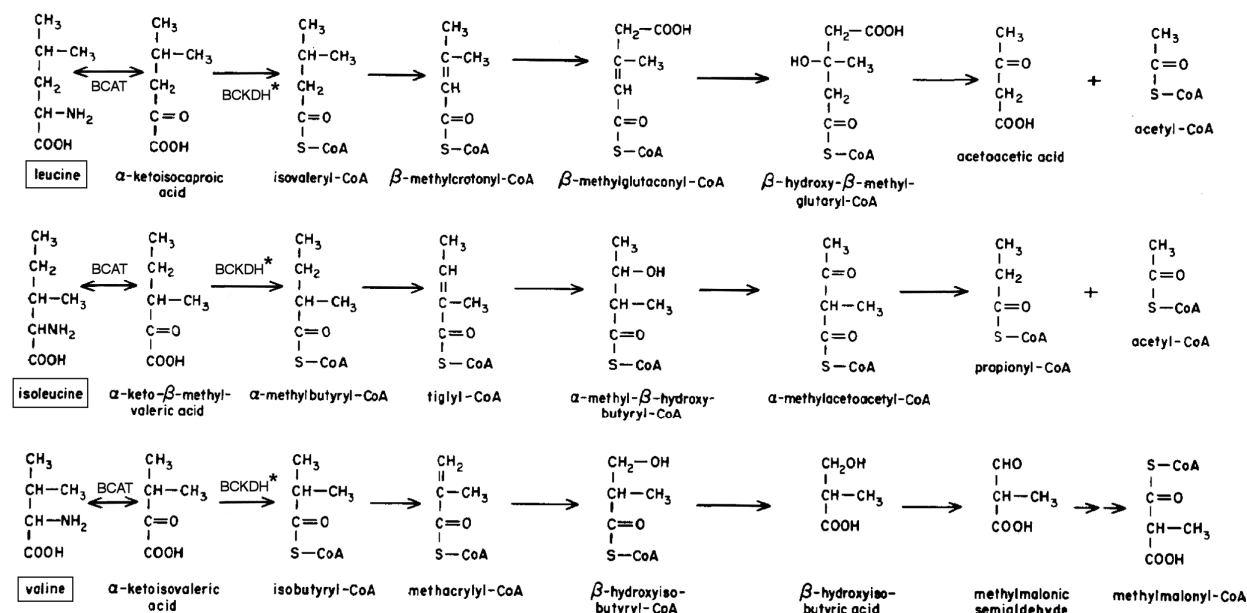 CH3 CH3 CH3 CH3 CH2—COOH CH2—COOH CH3 CH3
CH—CH3 CH—CH3 CH—CH3 C—CH3 C—CH3 HO—C—CH3 C=O C=O
CH2 BCAT CH2 BCKDH* CH2 CH CH CH2 CH2 + S—CoA
CH—NH2 C=O C=O C=O C=O C=O COOH acetyl-CoA
COOH COOH S—CoA S—CoA S—CoA S—CoA acetoacetic acid
leucine α-ketoisocaproic acid isovaleryl-CoA β-methylcrotonyl-CoA β-methylglutaconyl-CoA β-hydroxy-β-methyl-glutaryl-CoA
CH3 CH3 CH3 CH3 CH3 CH3 CH3 CH3
CH2 BCAT CH2 BCKDH* CH2 CH CH—OH C=O CH2 C=O
CH—CH3 CH—CH3 CH—CH3 C—CH3 CH—CH3 CH—CH3 C=O + S—CoA
CHNH2 C=O C=O C=O C=O C=O S—CoA acetyl-CoA
COOH COOH S—CoA S—CoA S—CoA S—CoA propionyl-CoA
isoleucine α-keto-β-methyl-valeric acid α-methylbutyryl-CoA tiglyl-CoA α-methyl-β-hydroxy-butyryl-CoA α-methylacetoacetyl-CoA
CH3 CH3 CH3 CH2 CH2—OH CH2OH CHO S—CoA
CH—CH3 BCAT CH—CH3 BCKDH* CH—CH3 C—CH3 CH—CH3 CH—CH3 CH—CH3 C=O
CH—NH2 C=O C=O C=O C=O COOH COOH CH—CH3
COOH COOH S—CoA S—CoA S—CoA COOH
valine α-ketoisovaleric acid isobutyryl-CoA methacrylyl-CoA β-hydroxyiso-butyryl-CoA β-hydroxyiso-butyric acid methylmalonic semialdehyde methylmalonyl-CoA